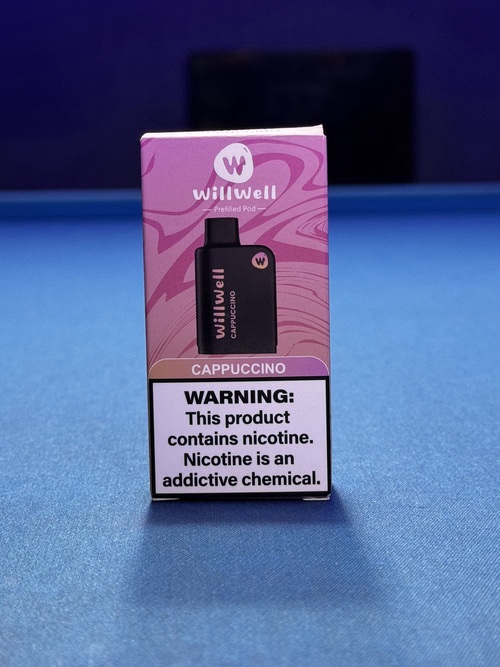 W
willwell
Prefilled Pod
W
WillWell
CAPPUCCINO
CAPPUCCINO
WARNING:
This product
contains nicotine.
Nicotine is an
addictive chemical.